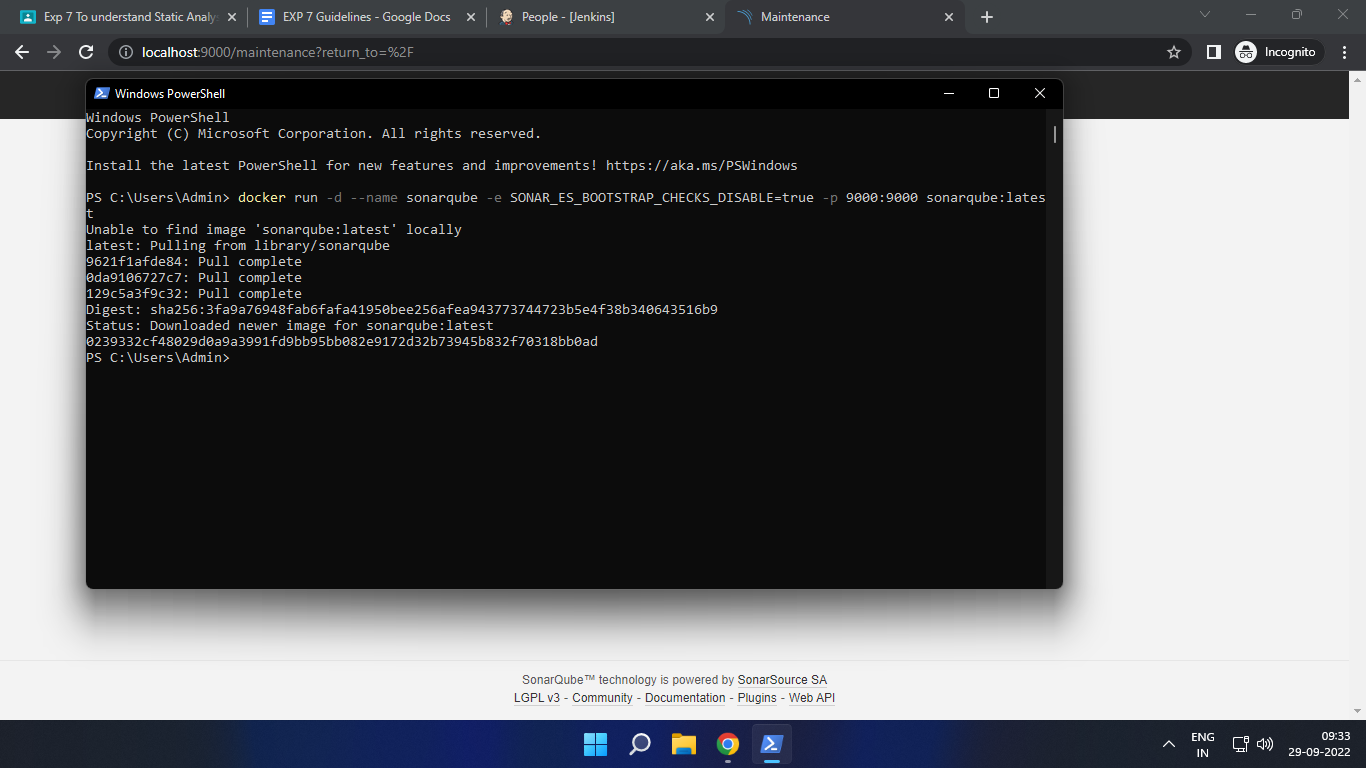 Exp 7 To understand Static Analys
EXP 7 Guidelines - Google Docs
People - [Jenkins]
Maintenance
localhost:9000/maintenance?return_to=%2F
Incognito
Windows PowerShell
Windows PowerShell
Copyright (C) Microsoft Corporation. All rights reserved.
Install the latest PowerShell for new features and improvements! https://aka.ms/PSWindows
PS C:\Users\Admin> docker run -d --name sonarqube -e SONAR_ES_BOOTSTRAP_CHECKS_DISABLE=true -p 9000:9000 sonarqube:lates
t
Unable to find image 'sonarqube:latest' locally
latest: Pulling from library/sonarqube
9621f1afde84: Pull complete
0da9106727c7: Pull complete
129c5a3f9c32: Pull complete
Digest: sha256:3fa9a76948fab6fafa41950bee256afea943773744723b5e4f38b340643516b9
Status: Downloaded newer image for sonarqube:latest
0239332cf48029d0a9a3991fd9bb95bb082e9172d32b73945b832f70318bb0ad
PS C:\Users\Admin>
SonarQube™ technology is powered by SonarSource SA
LGPL v3 - Community - Documentation - Plugins - Web API
ENG
IN
09:33
29-09-2022